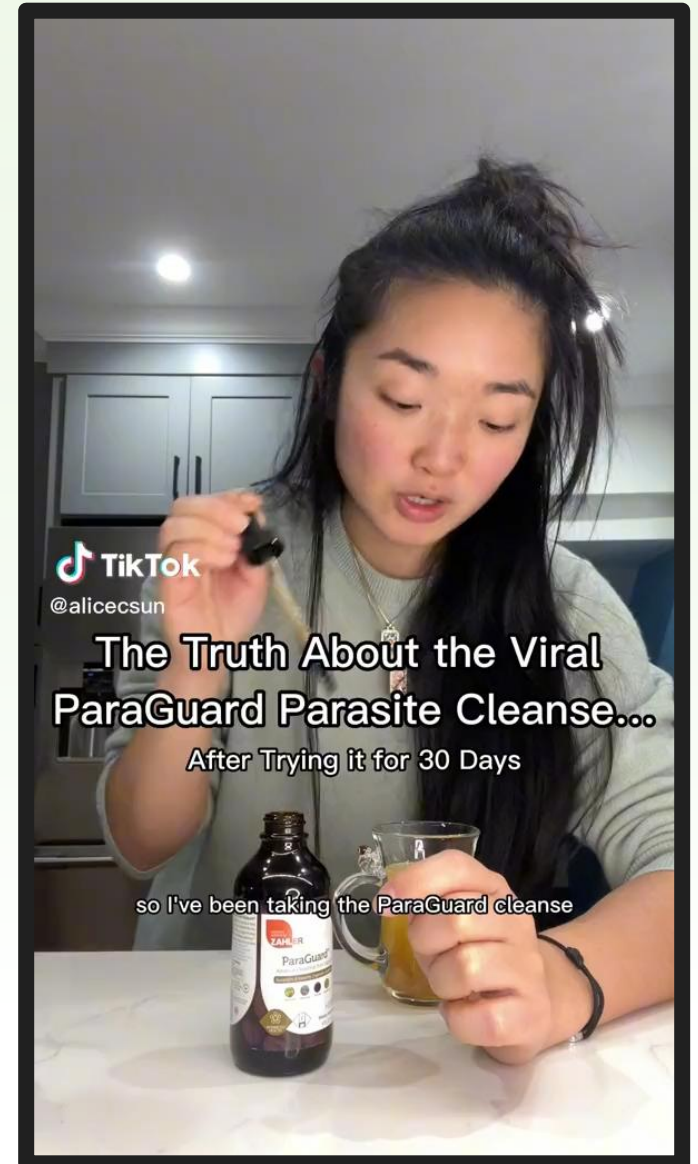 TikTok
@alicecsun
The Truth About the Viral
ParaGuard Parasite Cleanse...
After Trying it for 30 Days
so I've been taking the ParaGuard cleanse
ZAHLER
ParaGuard